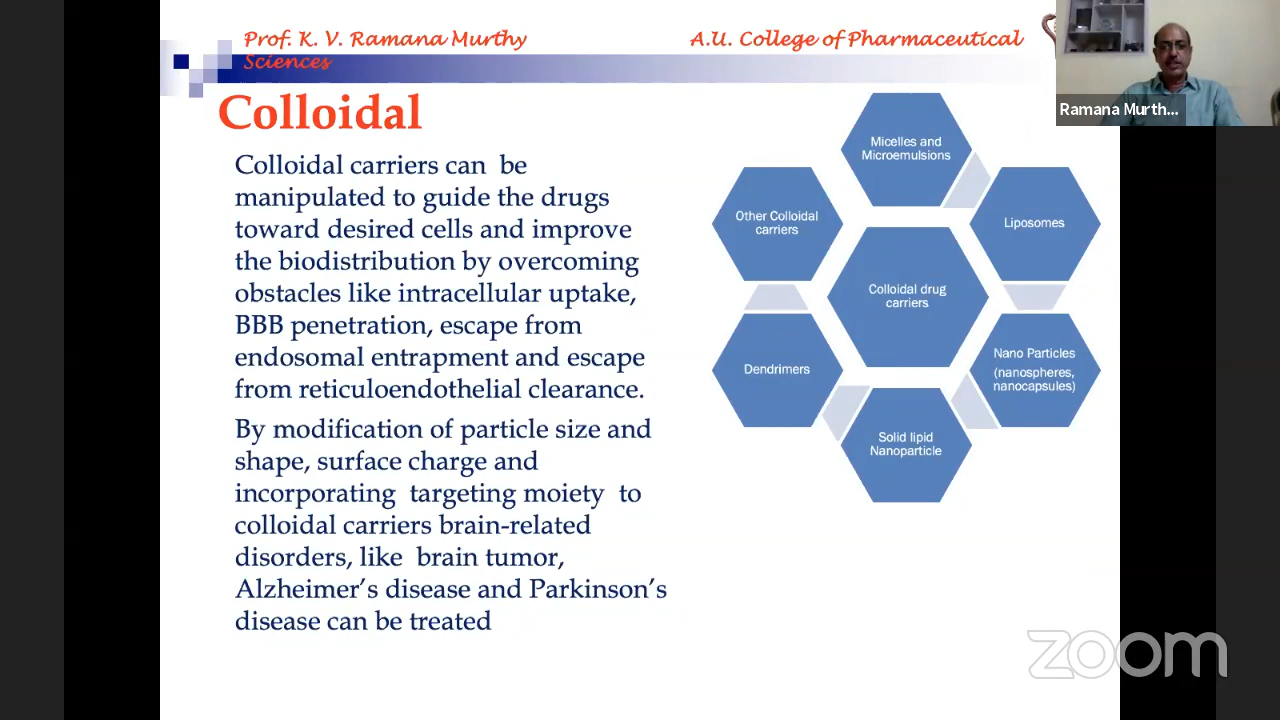 Prof. K. V. Ramana Murthy A.U. College of Pharmaceutical
Sciences
Ramana Murth...
Colloidal
Colloidal carriers can be
manipulated to guide the drugs
toward desired cells and improve
the biodistribution by overcoming
obstacles like intracellular uptake,
BBB penetration, escape from
endosomal entrapment and escape
from reticuloendothelial clearance.
By modification of particle size and
shape, surface charge and
incorporating targeting moiety to
colloidal carriers brain-related
disorders, like brain tumor,
Alzheimer's disease and Parkinson's
disease can be treated
Micelles and
Microemulsions
Liposomes
Nano Particles
(nanospheres,
nanocapsules)
Solid lipid
Nanoparticle
Dendrimers
Other Colloidal
carriers
Colloidal drug
carriers
zoom